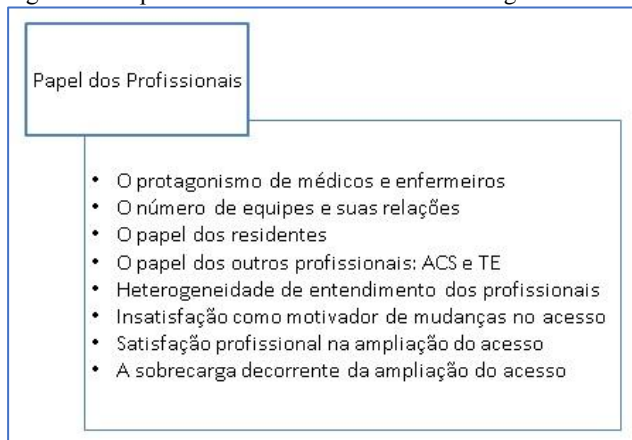 Papel dos Profissionais
• O protagonismo de médicos e enfermeiros
• O número de equipes e suas relações
• O papel dos residentes
• O papel dos outros profissionais: ACS e TE
• Heterogeneidade de entendimento dos profissionais
• Insatisfação como motivador de mudanças no acesso
• Satisfação profissional na ampliação do acesso
• A sobrecarga decorrente da ampliação do acesso